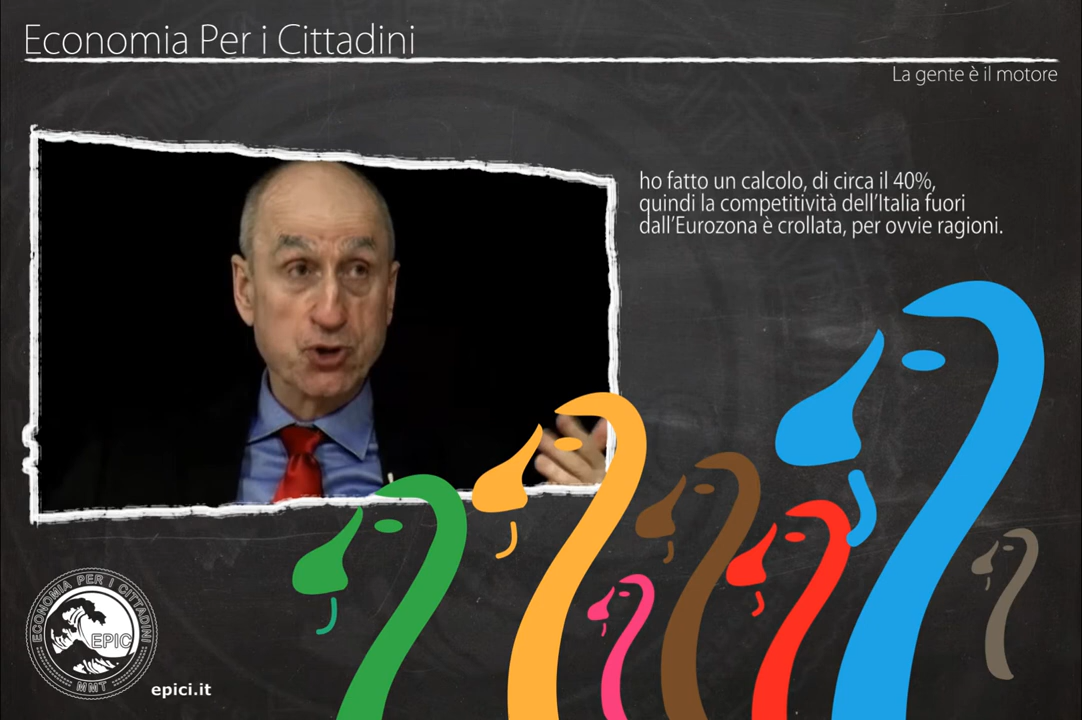 Economia Per i Cittadini
La gente è il motore
ho fatto un calcolo, di circa il 40%,
quindi la competitività dell'Italia fuori
dall'Eurozona è crollata, per ovvie ragioni.
ECONOMIA PER I CITTADINI
EPIC
MMT
epici.it